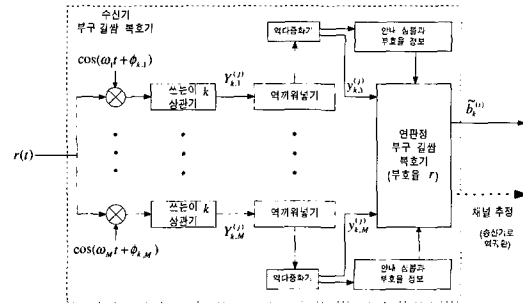 수신기
부구 길쌈 복호기
cos(ω₁t + ϕk,1)
쓰는이 k
상관기
Yk,1(j)
역끼워넣기
역다중화기
yk,1(j)
안내 심볼과
부호율 정보
r(t)
연판정
부구 길쌈
복호기
(부호율 r)
b̃k(i)
채널 추정
(송신기로
역귀환)
cos(ωMt + ϕk,M)
쓰는이 k
상관기
Yk,M(j)
역끼워넣기
역다중화기
yk,M(j)
안내 심볼과
부호율 정보